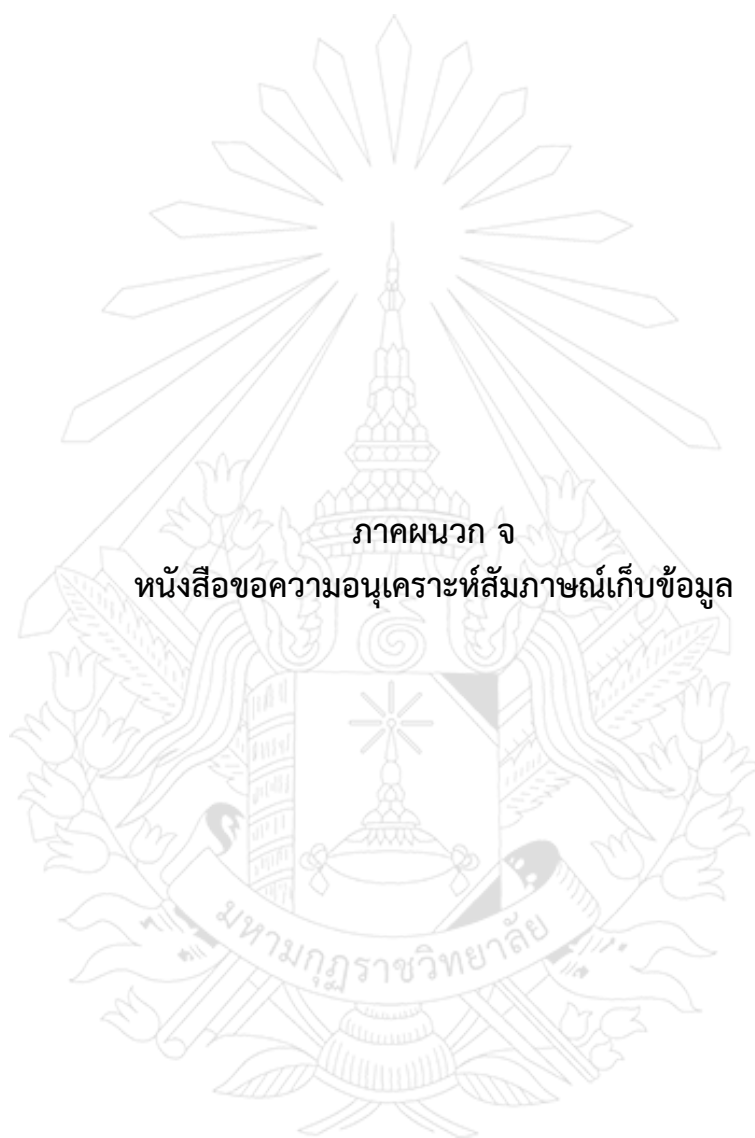 ภาคผนวก จ
หนังสือขอความอนุเคราะห์สัมภาษณ์เก็บข้อมูล
มหามกุฏราชวิทยาลัย